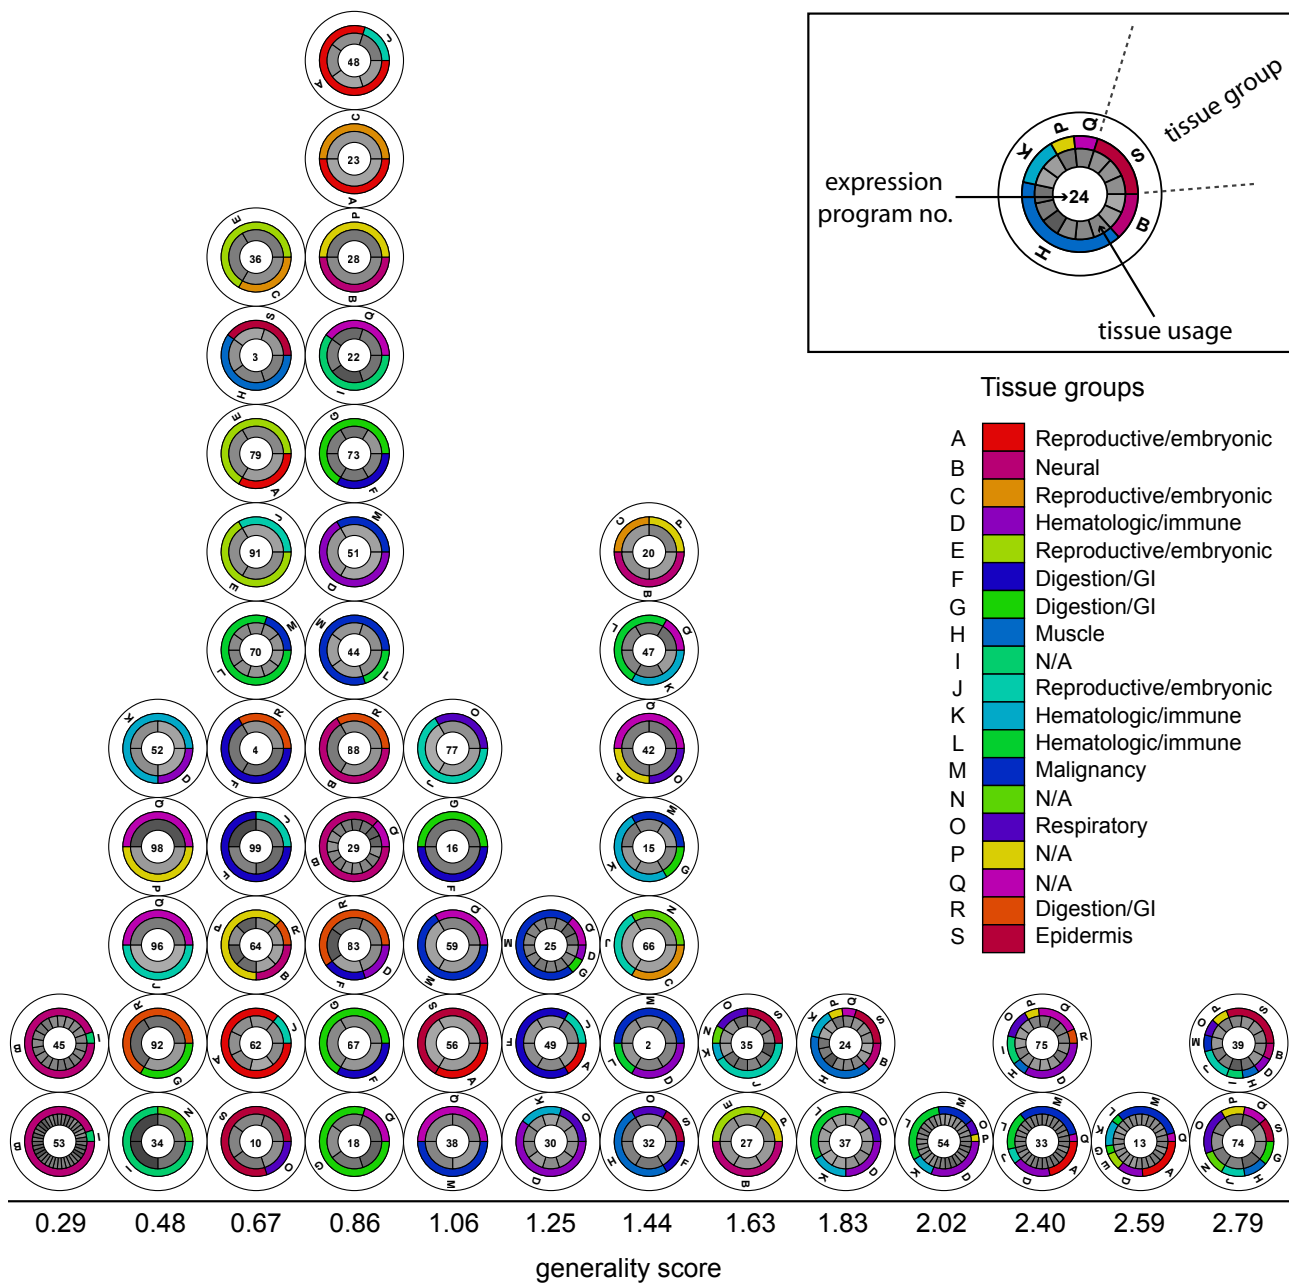 48
J
A
23
C
A
28
P
B
36
E
C
22
Q
I
3
S
H
73
G
F
79
E
A
51
M
D
91
J
E
44
M
L
70
M
L
52
K
D
4
R
F
88
R
B
77
O
J
98
Q
P
99
J
F
29
Q
B
16
G
F
96
Q
J
64
P
R
B
83
R
D
F
59
Q
M
25
M
Q
D
G
20
C
P
B
47
L
Q
K
42
Q
P
O
15
M
K
G
66
N
J
C
45
B
I
92
R
G
62
J
A
67
G
F
56
S
A
49
F
J
A
2
M
L
D
35
O
S
N
K
J
24
K
P
Q
S
B
H
75
P
Q
O
R
I
H
D
39
P
S
O
M
B
J
D
I
H
53
B
I
34
N
I
10
S
O
18
Q
G
38
Q
M
30
K
O
D
32
O
S
H
F
27
E
P
B
37
L
O
K
D
54
L
M
O
P
K
D
33
M
L
Q
J
A
D
13
L
M
K
Q
G
E
A
D
74
P
Q
O
S
G
N
H
J
0.29 0.48 0.67 0.86 1.06 1.25 1.44 1.63 1.83 2.02 2.40 2.59 2.79
generality score
K P Q S
B
H
24
tissue group
expression
program no.
tissue usage
Tissue groups
A Reproductive/embryonic
B Neural
C Reproductive/embryonic
D Hematologic/immune
E Reproductive/embryonic
F Digestion/GI
G Digestion/GI
H Muscle
I N/A
J Reproductive/embryonic
K Hematologic/immune
L Hematologic/immune
M Malignancy
N N/A
O Respiratory
P N/A
Q N/A
R Digestion/GI
S Epidermis